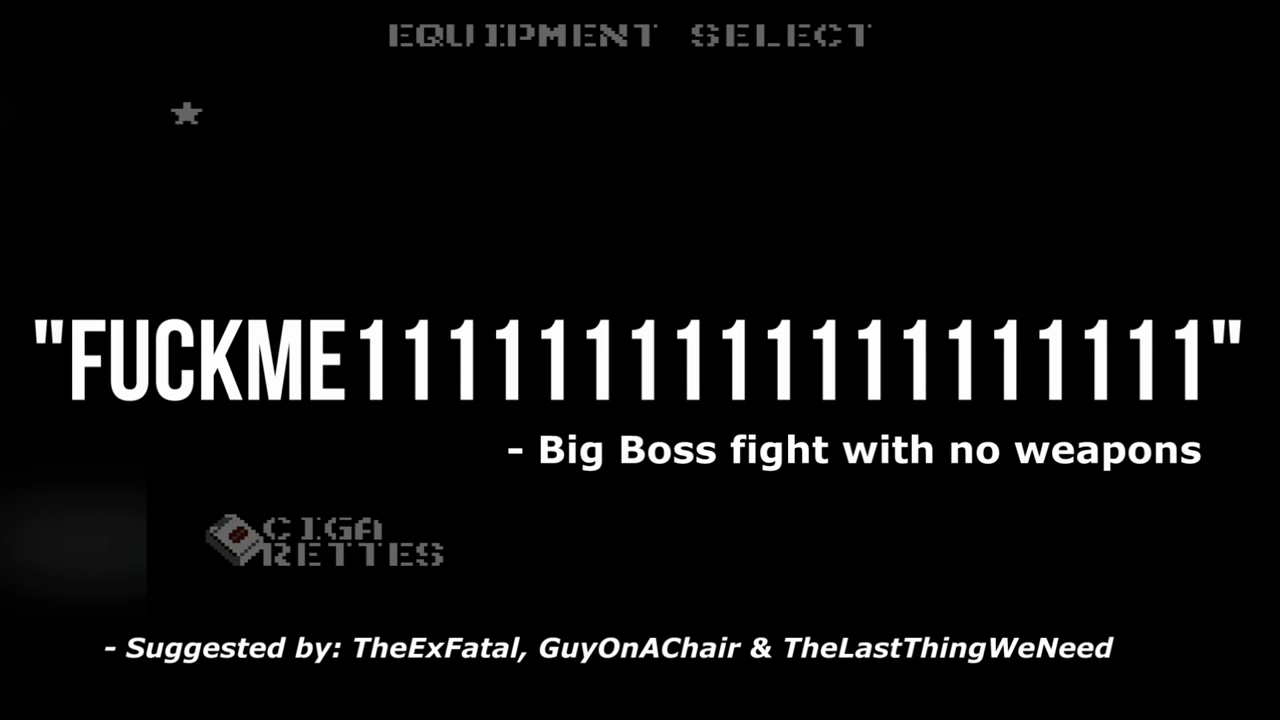 EQUIPMENT SELECT
"FUCKME1111111111111111111"
- Big Boss fight with no weapons
CIGA
RETTES
- Suggested by: TheExFatal, GuyOnAChair & TheLastThingWeNeed